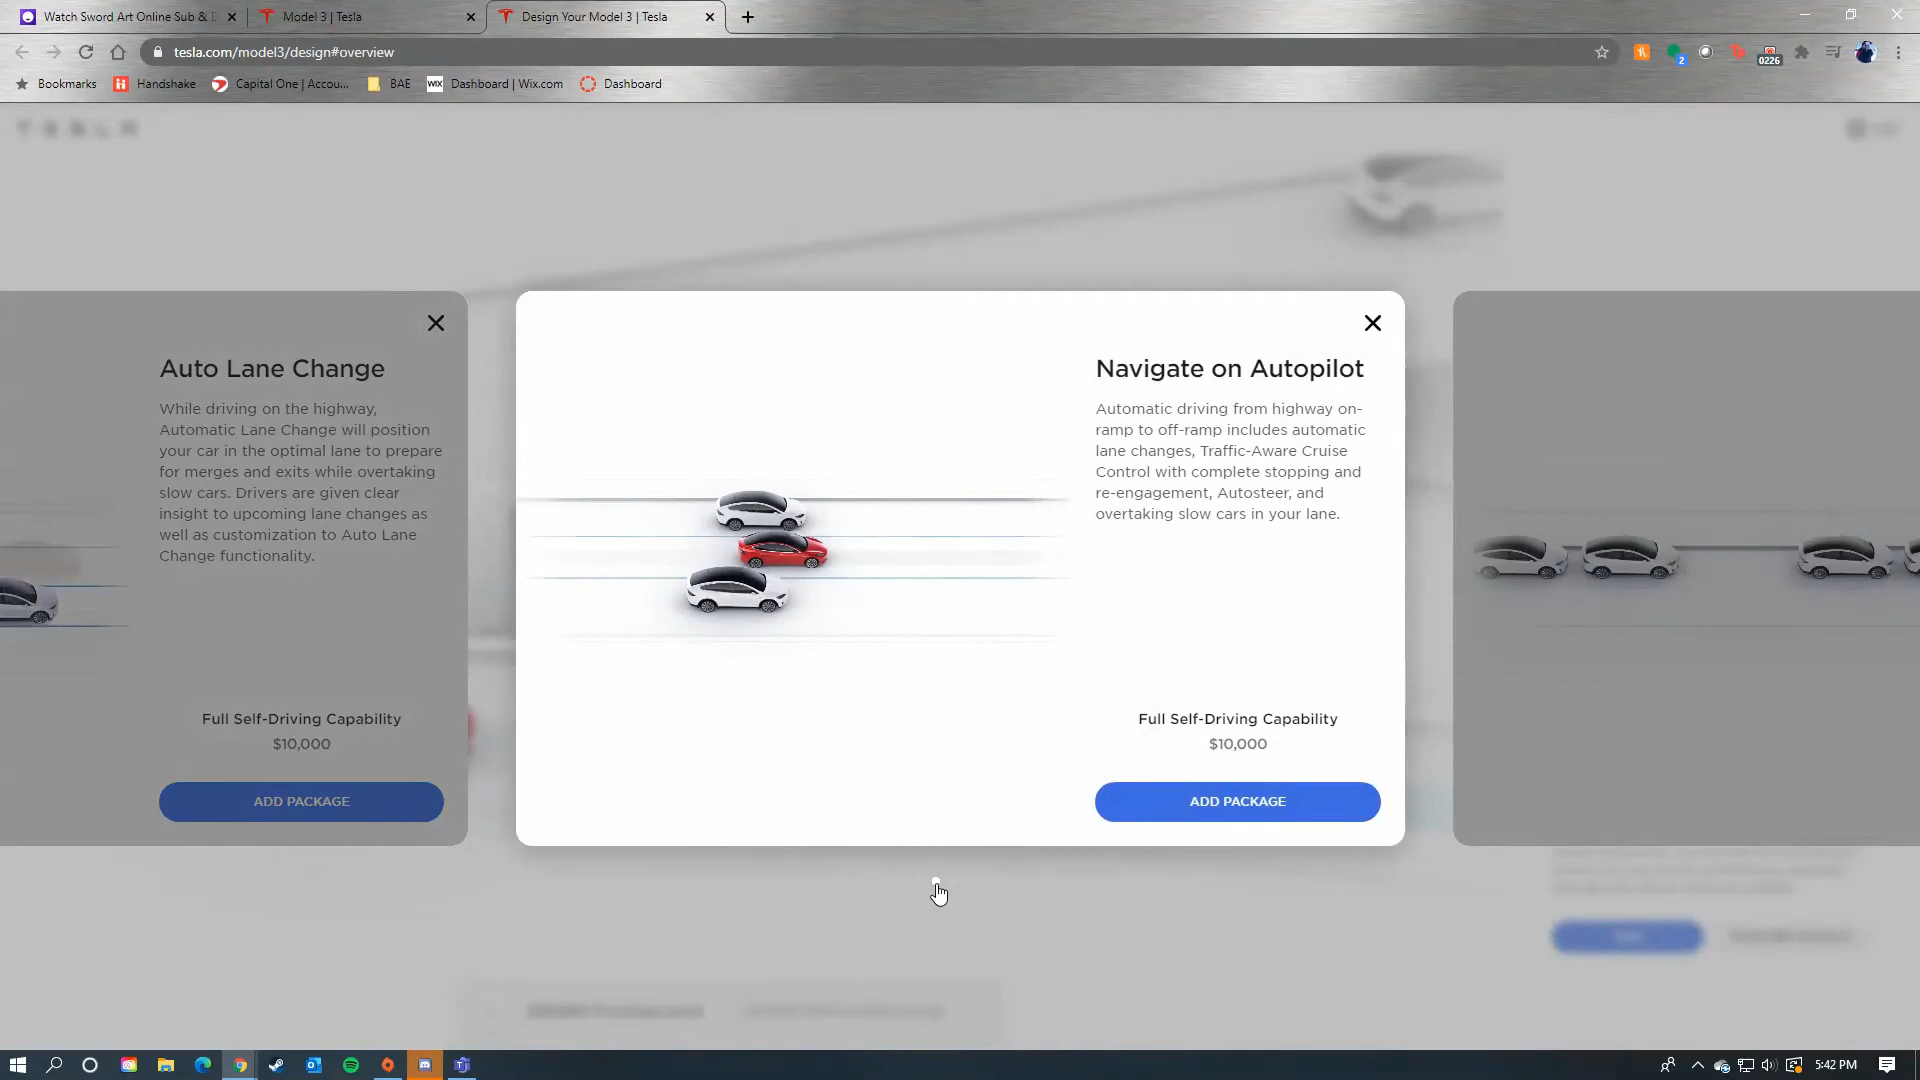 Watch Sword Art Online Sub & D
Model 3 | Tesla
Design Your Model 3 | Tesla
tesla.com/model3/design#overview
2
0226
Bookmarks
Handshake
Capital One | Accou...
BAE
WIX
Dashboard | Wix.com
Dashboard
TESLA
Auto Lane Change
While driving on the highway,
Automatic Lane Change will position
your car in the optimal lane to prepare
for merges and exits while overtaking
slow cars. Drivers are given clear
insight to upcoming lane changes as
well as customization to Auto Lane
Change functionality.
Full Self-Driving Capability
$10,000
ADD PACKAGE
Navigate on Autopilot
Automatic driving from highway on-
ramp to off-ramp includes automatic
lane changes, Traffic-Aware Cruise
Control with complete stopping and
re-engagement, Autosteer, and
overtaking slow cars in your lane.
Full Self-Driving Capability
$10,000
ADD PACKAGE
5:42 PM